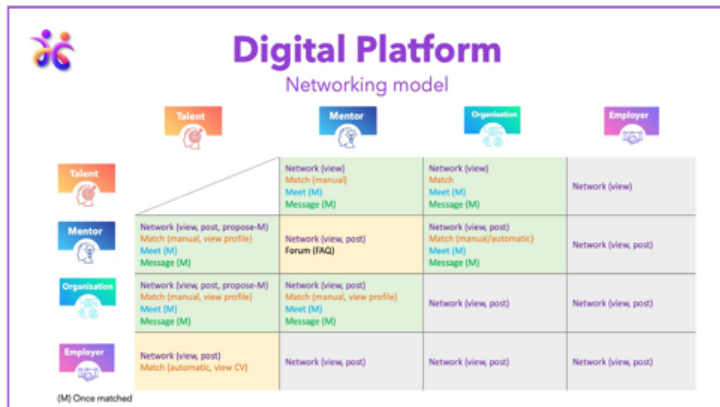 Digital Platform
Networking model
Talent
Mentor
Organisation
Employer
Talent
Network (view)
Match (manual)
Meet (M)
Message (M)
Network (view)
Match
Meet (M)
Message (M)
Network (view)
Mentor
Network (view, post, propose-M)
Match (manual, view profile)
Meet (M)
Message (M)
Network (view, post)
Forum (FAQ)
Network (view, post)
Match (manual/automatic)
Meet (M)
Message (M)
Network (view, post)
Organisation
Network (view, post, propose-M)
Match (manual, view profile)
Meet (M)
Message (M)
Network (view, post)
Match (manual, view profile)
Meet (M)
Message (M)
Network (view, post)
Network (view, post)
Employer
Network (view, post)
Match (automatic, view CV)
Network (view, post)
Network (view, post)
Network (view, post)
(M) Once matched